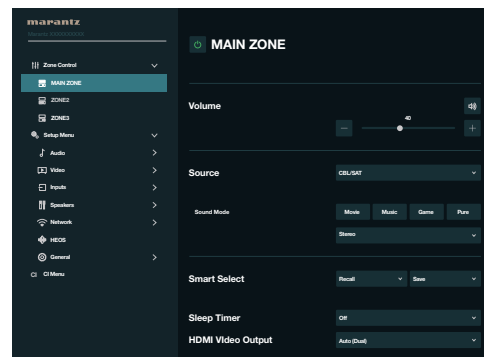 marantz
MAIN ZONE
Zone Control
MAIN ZONE
ZONE2
ZONE3
Setup Menu
Audio
Video
Inputs
Speakers
Network
HEOS
General
CI CI Menu
Volume
40
Source
CBL/SAT
Sound Mode
Movie Music Game Pure
Stereo
Smart Select
Recall Save
Sleep Timer
Off
HDMI Video Output
Auto (Dual)